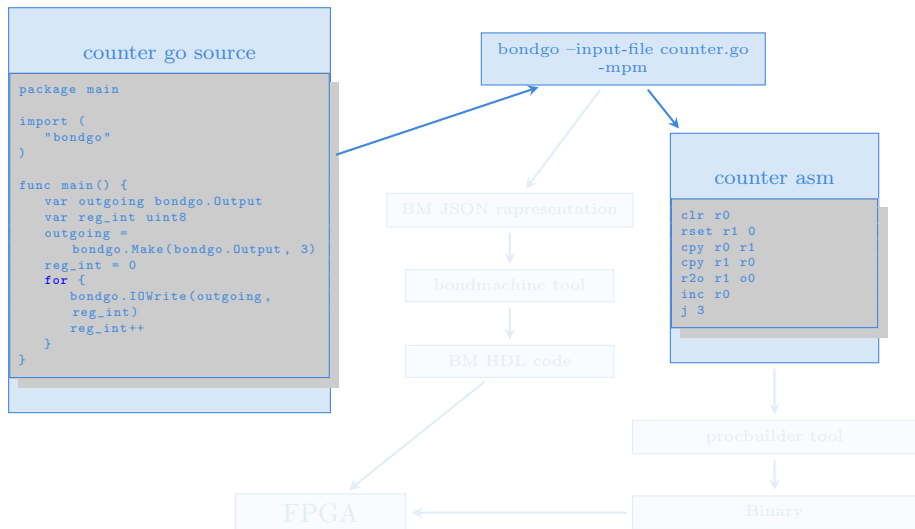 counter go source
package main
import (
"bondgo"
)
func main() {
var outgoing bondgo.Output
var reg_int uint8
outgoing =
bondgo.Make(bondgo.Output, 3)
reg_int = 0
for {
bondgo.IOWrite(outgoing,
reg_int)
reg_int++
}
}
bondgo –input-file counter.go
-mpm
counter asm
clr r0
rset r1 0
cpy r0 r1
cpy r1 r0
r2o r1 o0
inc r0
j 3
BM JSON rapresentation
bondmachine tool
BM HDL code
procbuilder tool
FPGA
Binary